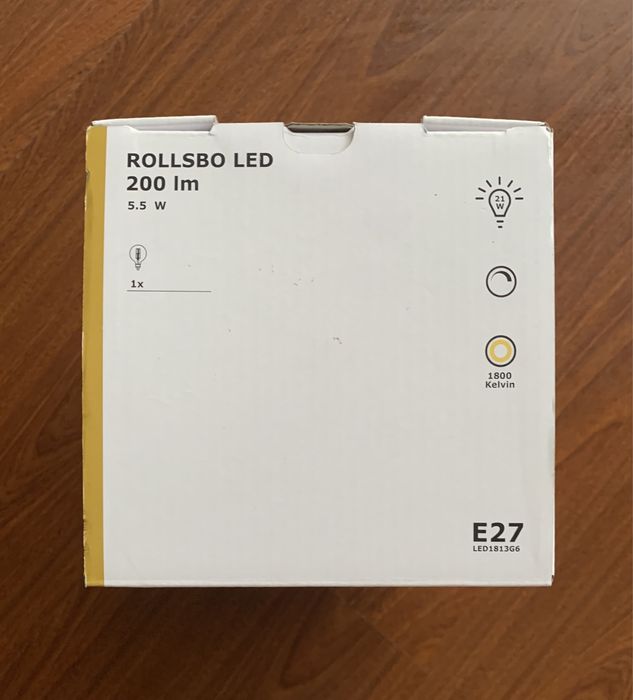 ROLLSBO LED
200 lm
5.5 W
1x
21
W
1800
Kelvin
E27
LED1813G6